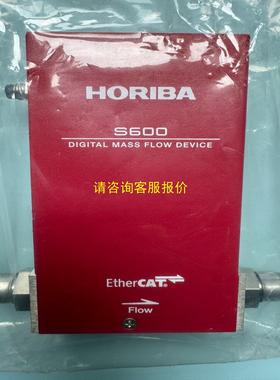 HORIBA
S600
DIGITAL MASS FLOW DEVICE
请咨询客服报价
EtherCAT
Flow